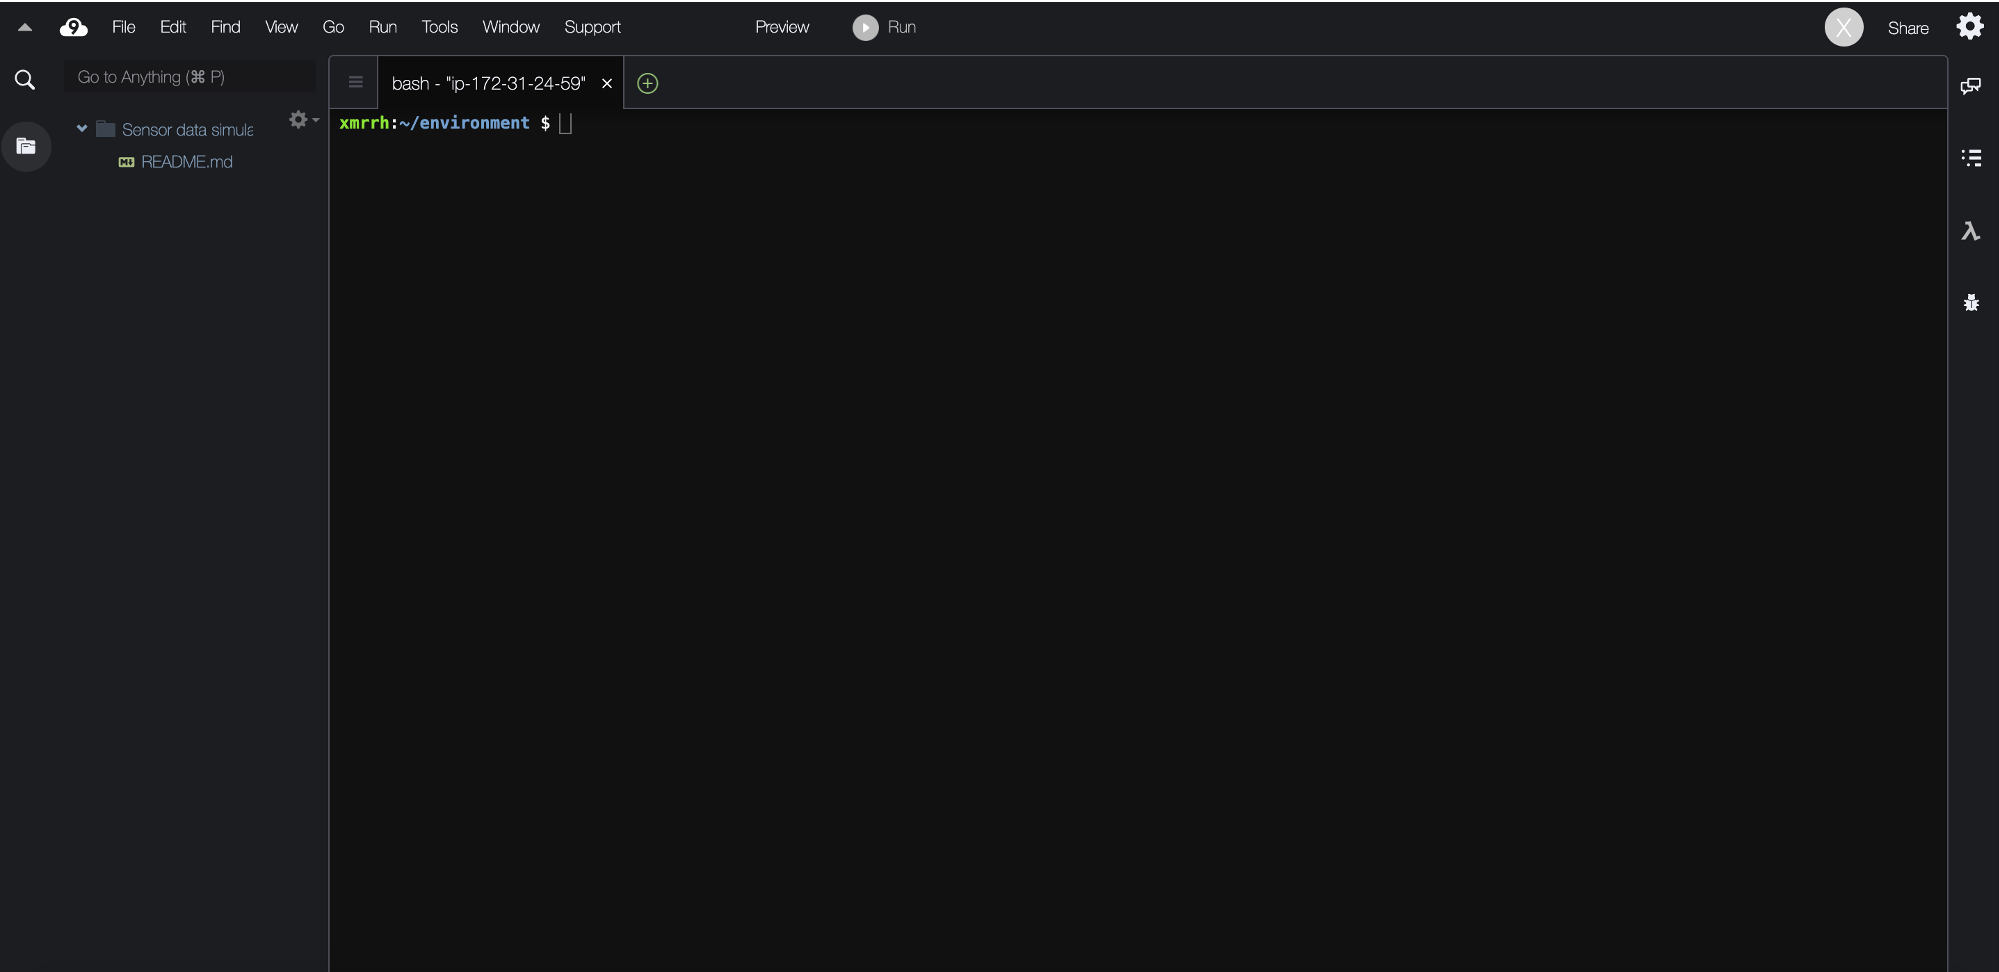 9 File Edit Find View Go Run Tools Window Support Preview Run X Share
Go to Anything (⌘ P)
bash - "ip-172-31-24-59" ×
xmrrh:~/environment $
Sensor data simula
README.md